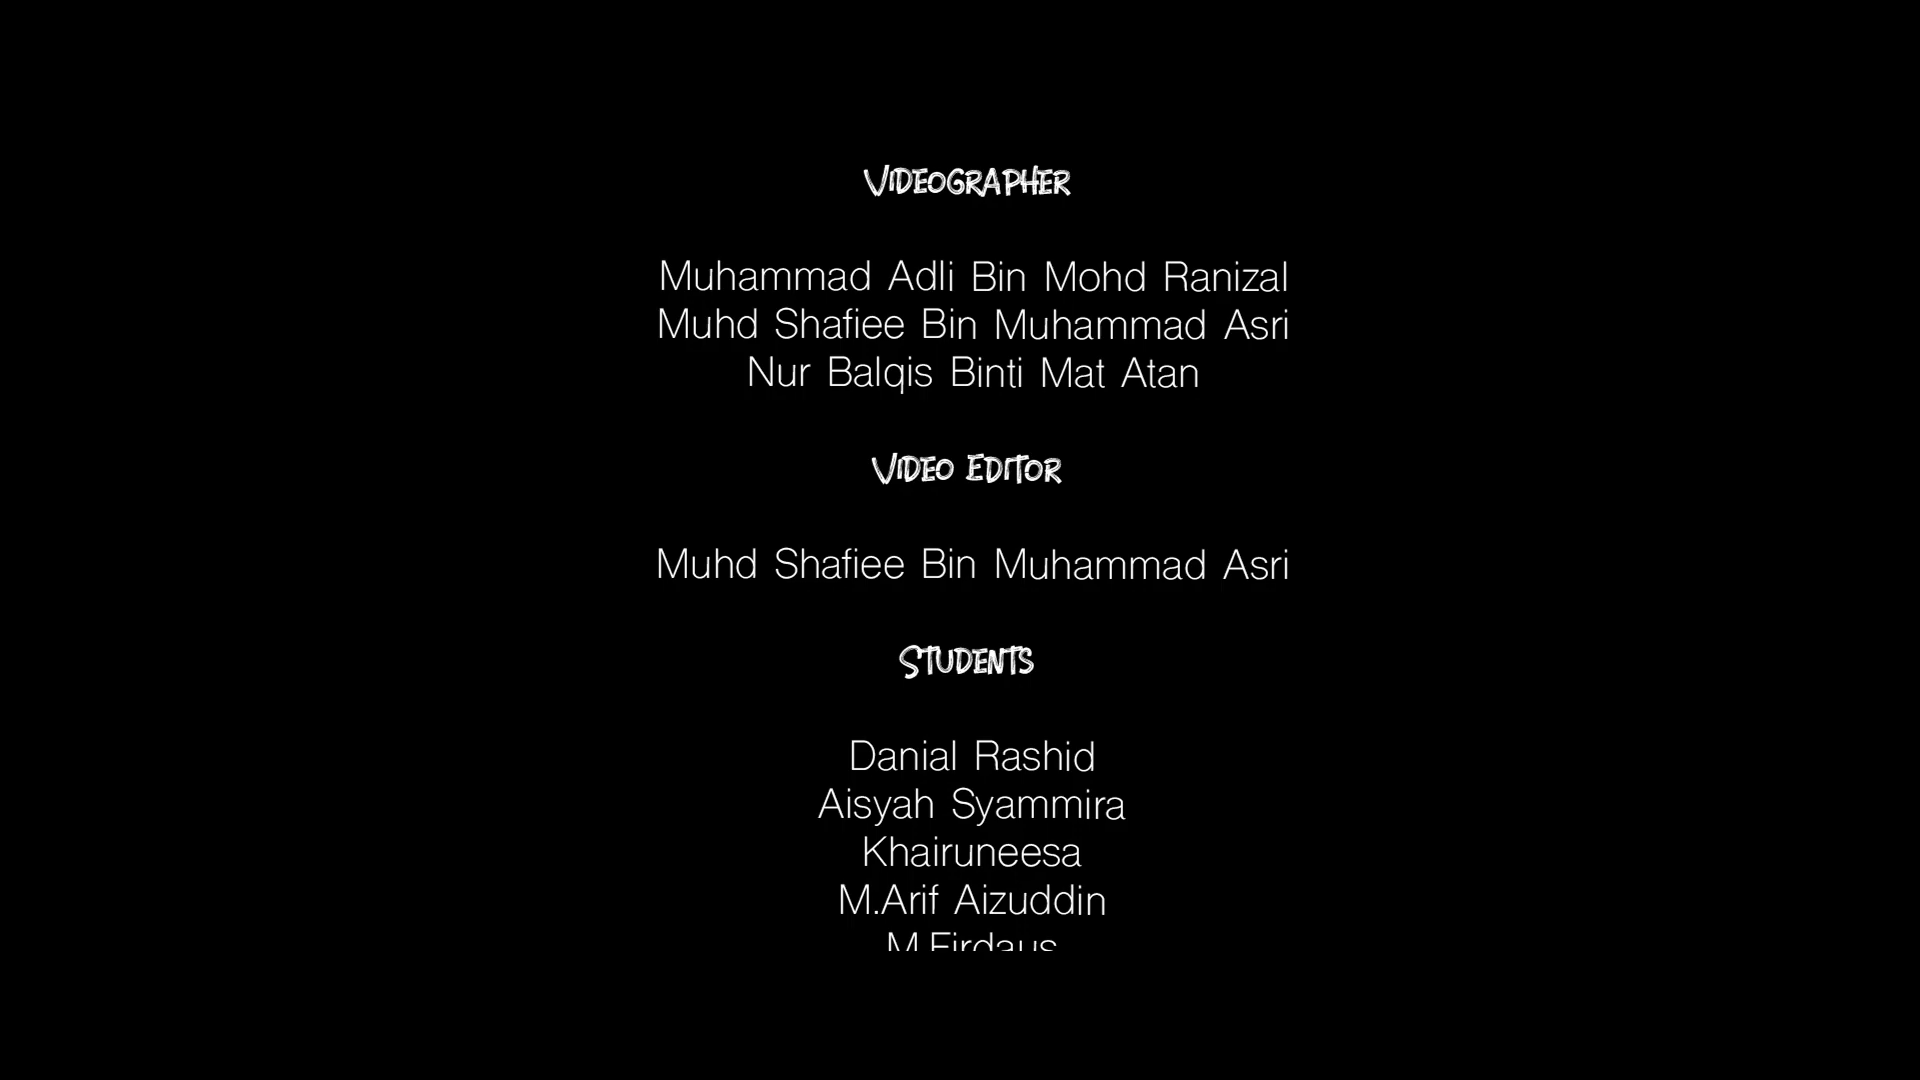 VIDEOGRAPHER
Muhammad Adli Bin Mohd Ranizal
Muhd Shafiee Bin Muhammad Asri
Nur Balqis Binti Mat Atan
VIDEO EDITOR
Muhd Shafiee Bin Muhammad Asri
STUDENTS
Danial Rashid
Aisyah Syammira
Khairuneesa
M.Arif Aizuddin
M.Firdaus